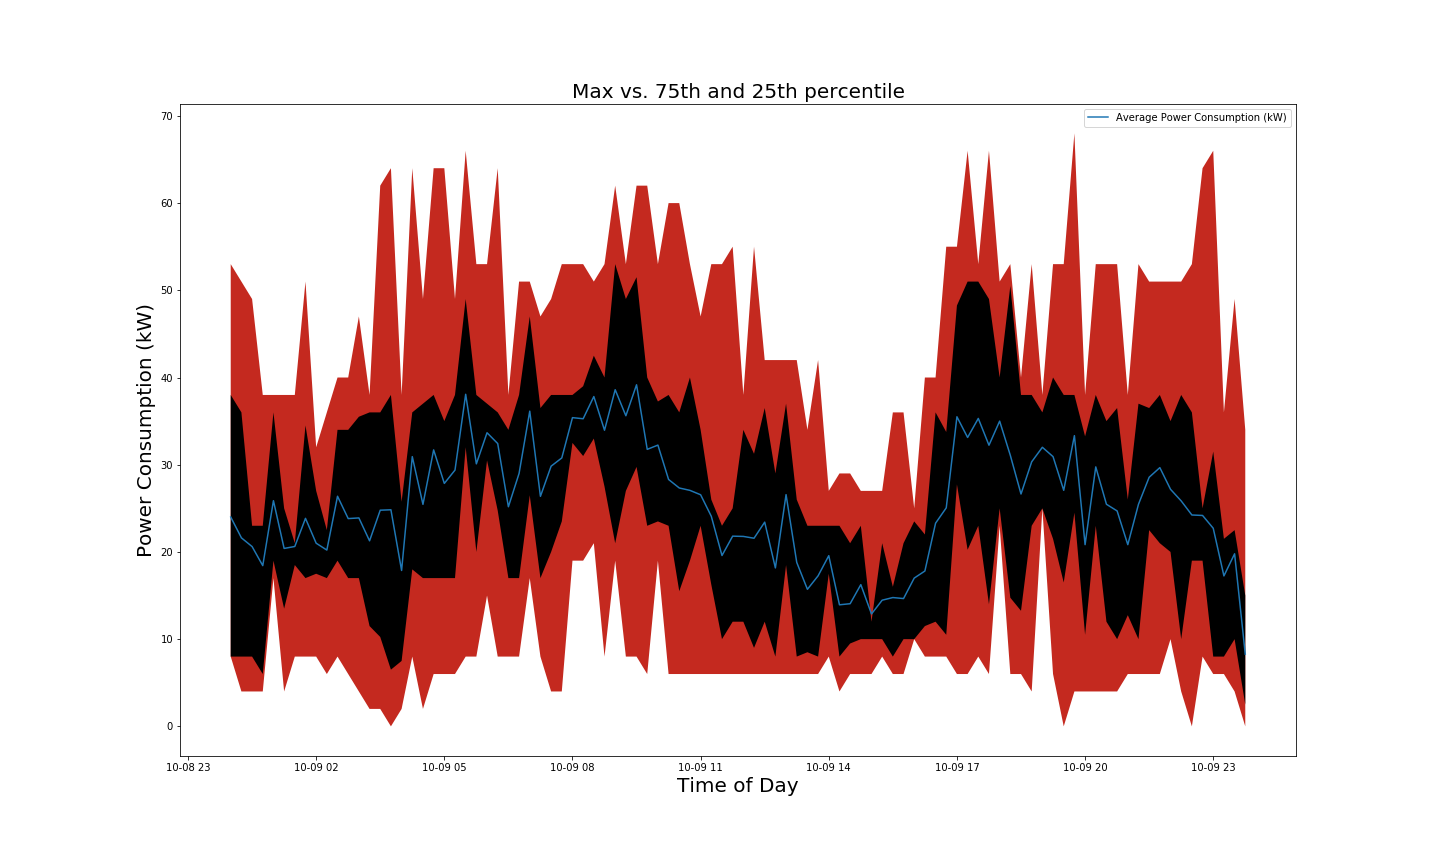 Max vs. 75th and 25th percentile
Average Power Consumption (kW)
Power Consumption (kW)
70
60
50
40
30
20
10
0
10-08 23 10-09 02 10-09 05 10-09 08 10-09 11 10-09 14 10-09 17 10-09 20 10-09 23
Time of Day